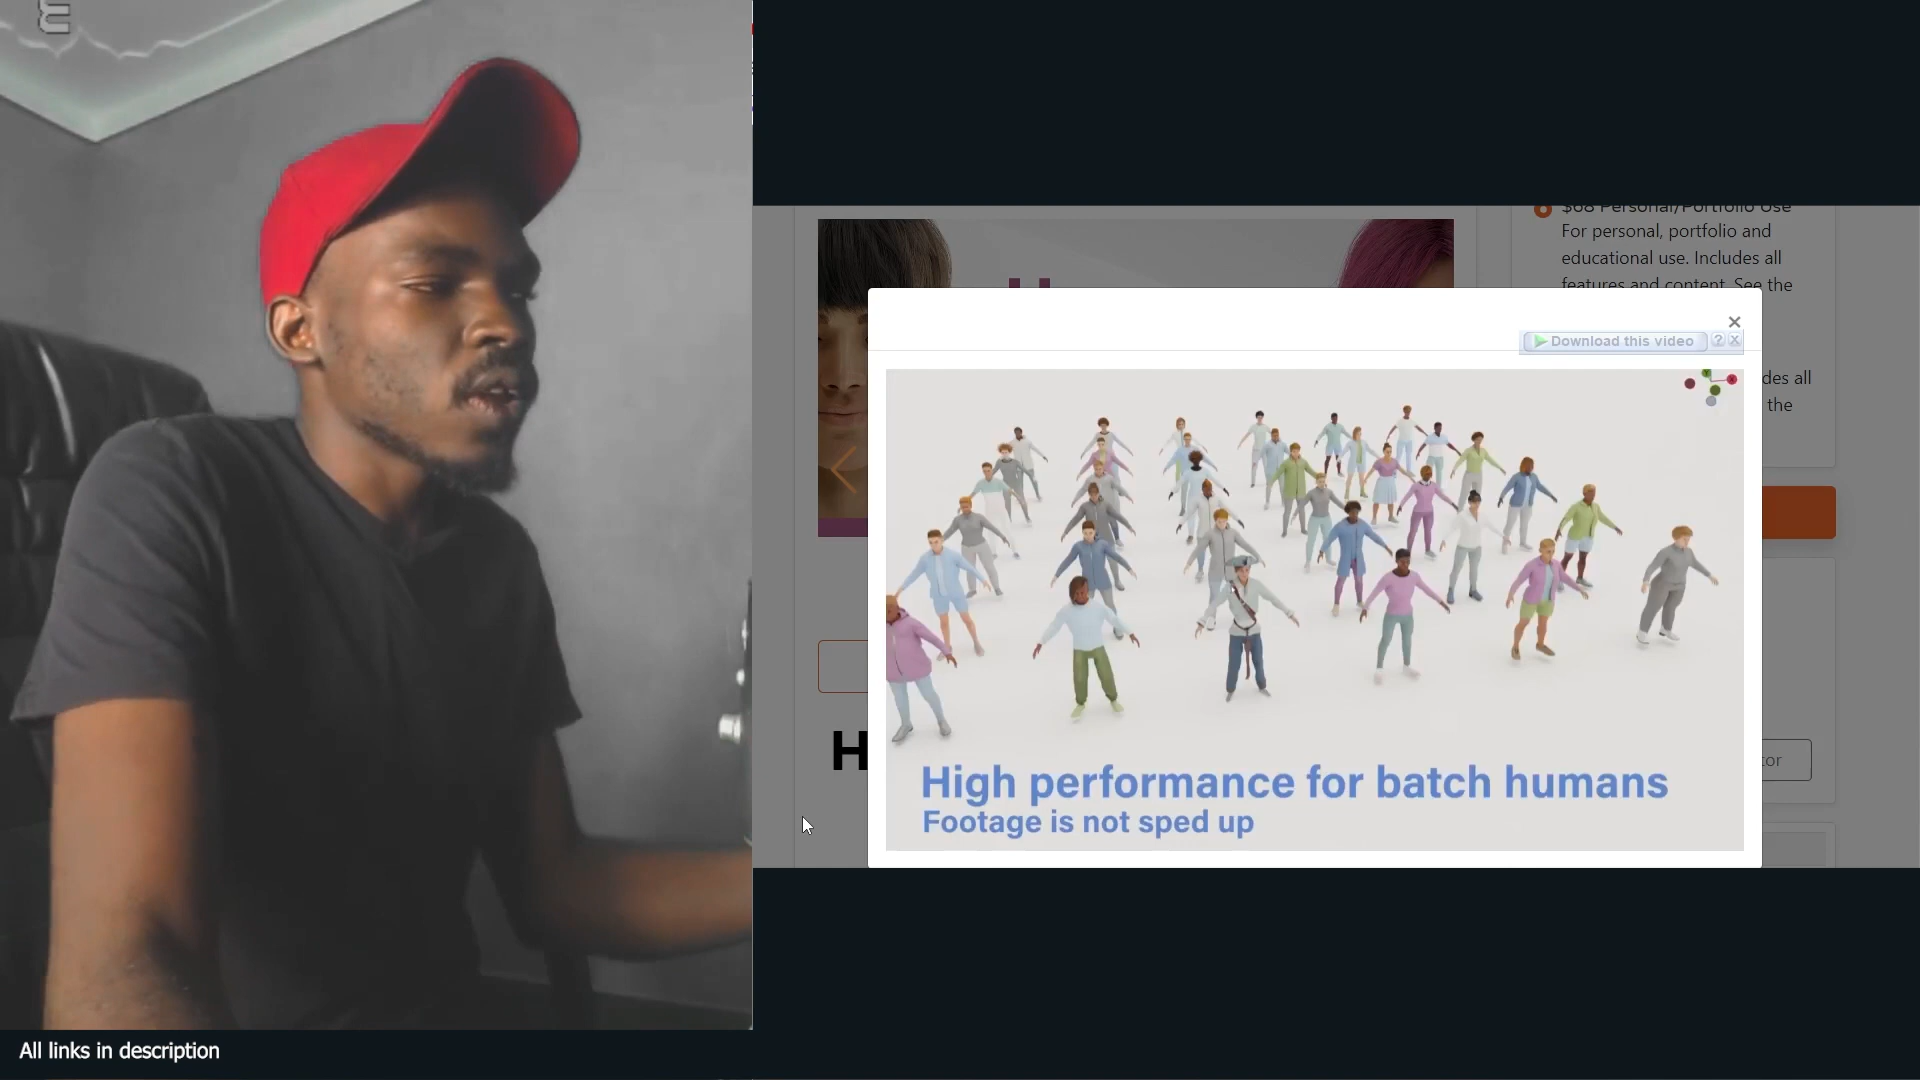 $68 Personal/Portfolio Use
For personal, portfolio and
educational use. Includes all
features and content. See the
Download this video
?
des all
the
High performance for batch humans
Footage is not sped up
H
tor
All links in description